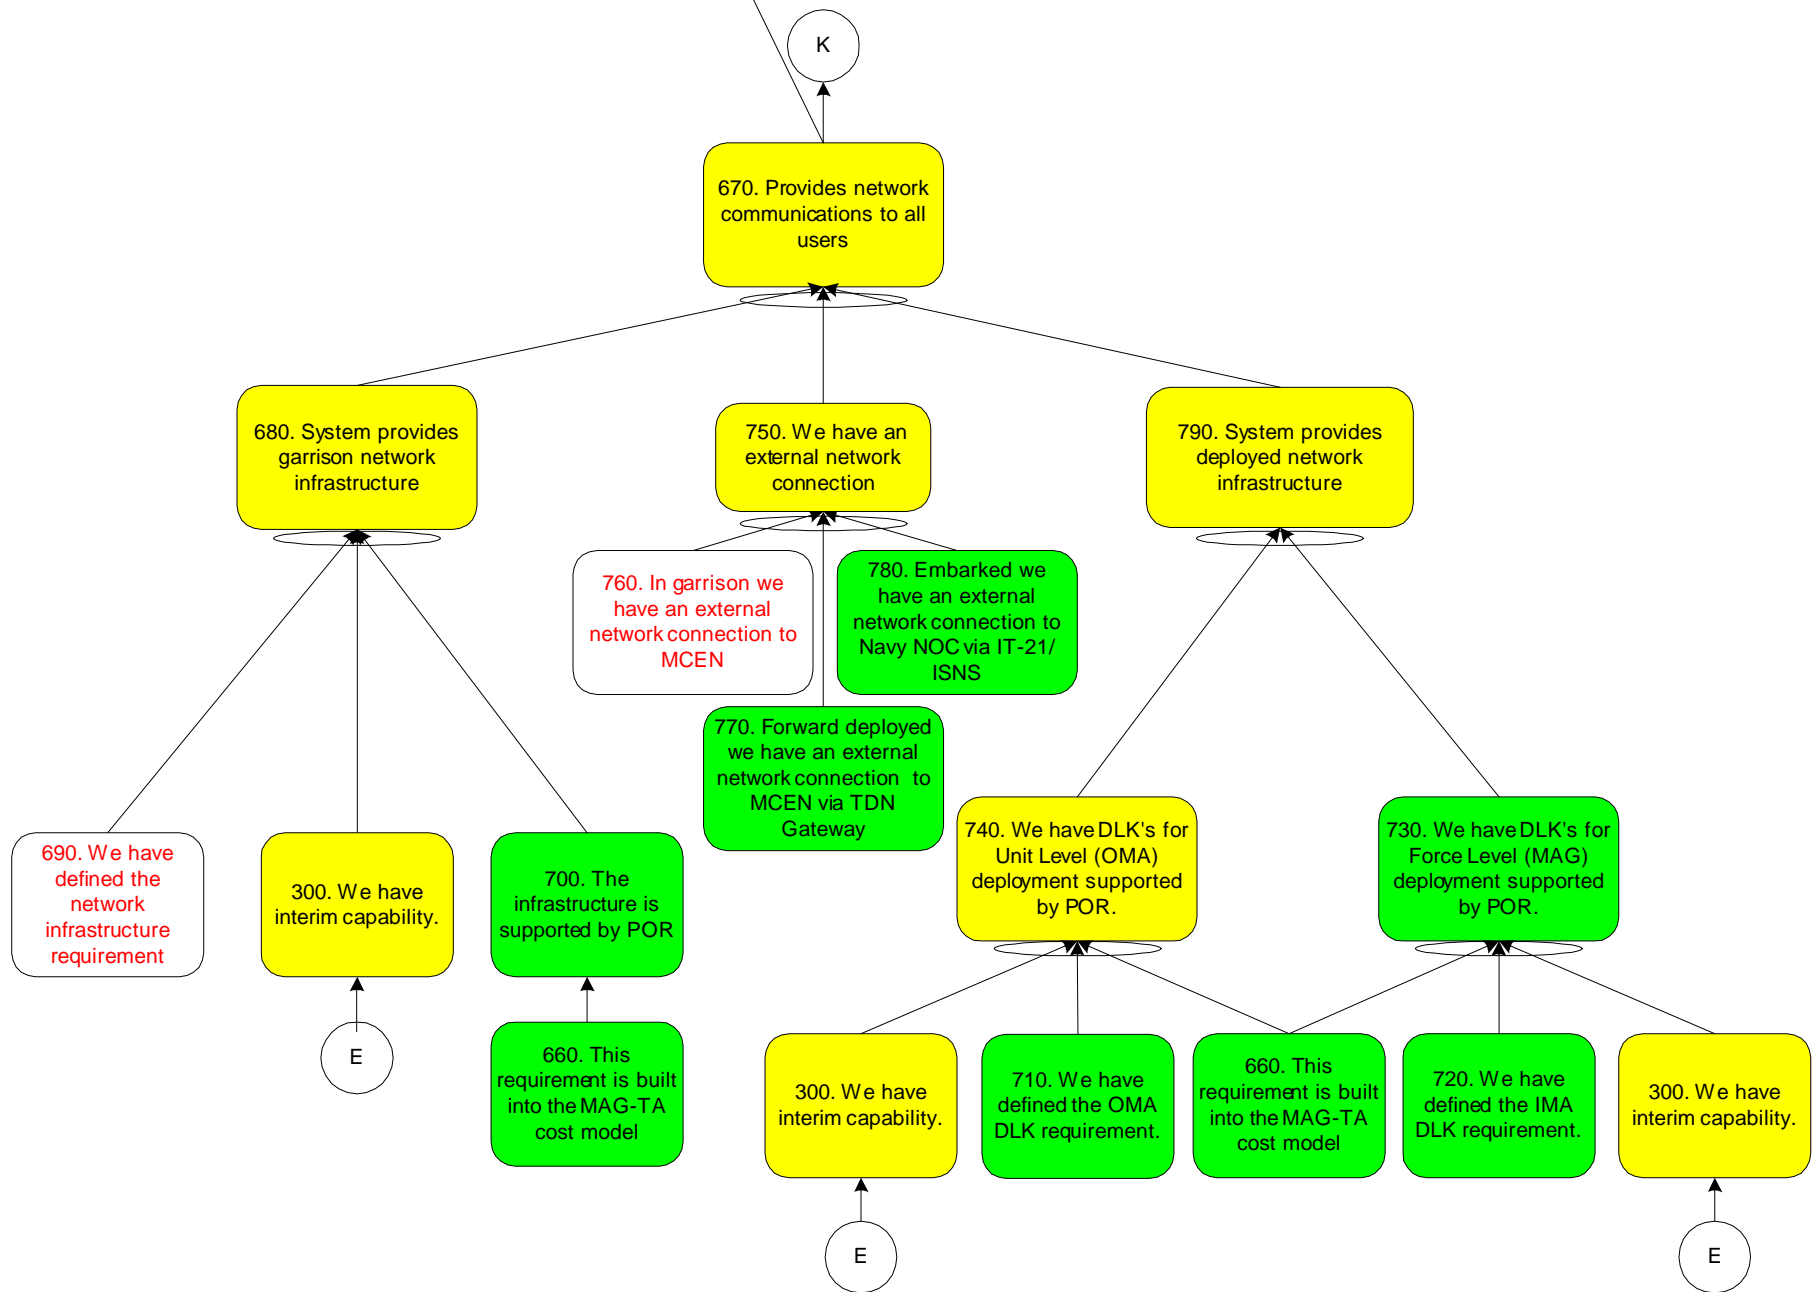 K
670. Provides network
communications to all
users
680. System provides
garrison network
infrastructure
750. We have an
external network
connection
790. System provides
deployed network
infrastructure
760. In garrison we
have an external
network connection to
MCEN
780. Embarked we
have an external
network connection to
Navy NOC via IT-21/
ISNS
770. Forward deployed
we have an external
network connection to
MCEN via TDN
Gateway
690. We have
defined the
network
infrastructure
requirement
300. We have
interim capability.
700. The
infrastructure is
supported by POR
740. We have DLK's for
Unit Level (OMA)
deployment supported
by POR.
730. We have DLK's for
Force Level (MAG)
deployment supported
by POR.
E
660. This
requirement is built
into the MAG-TA
cost model
300. We have
interim capability.
710. We have
defined the OMA
DLK requirement.
660. This
requirement is built
into the MAG-TA
cost model
720. We have
defined the IMA
DLK requirement.
300. We have
interim capability.
E
E